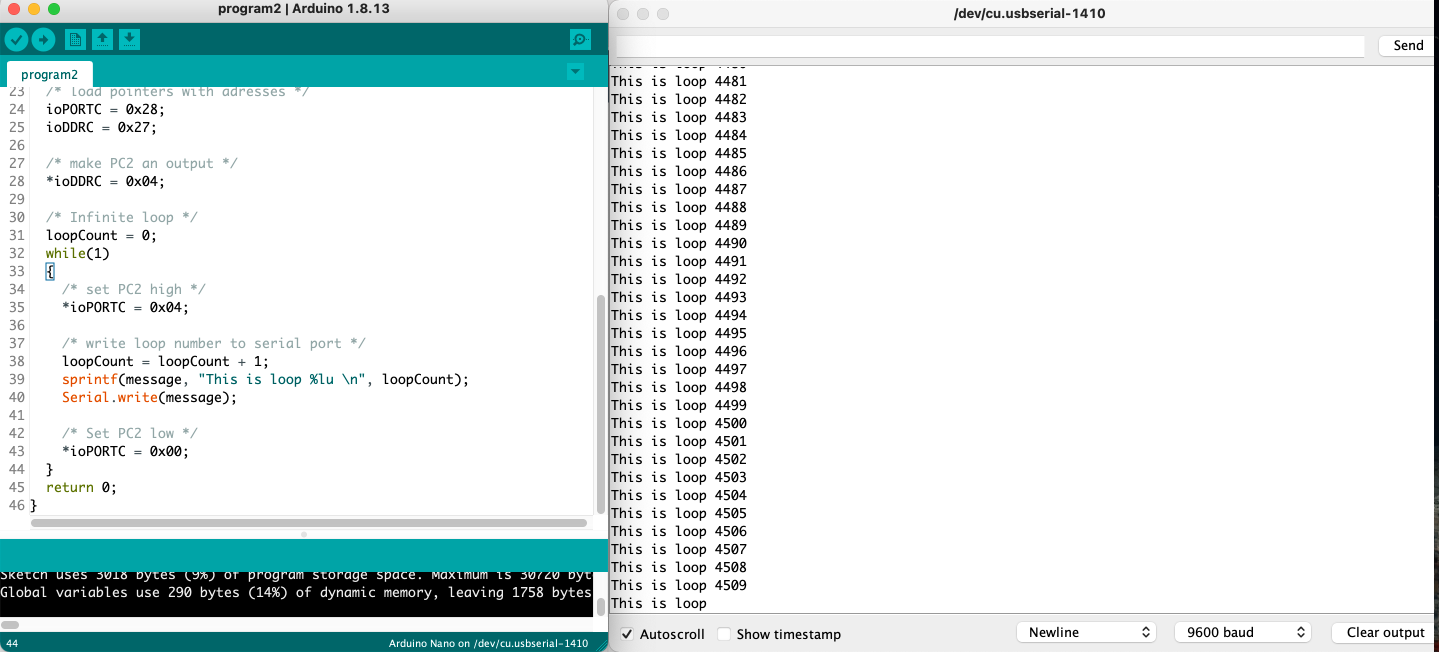 program2 | Arduino 1.8.13
program2
23 /* load pointers with adresses */
24 ioPORTC = 0x28;
25 ioDDRC = 0x27;
26
27 /* make PC2 an output */
28 *ioDDRC = 0x04;
29
30 /* Infinite loop */
31 loopCount = 0;
32 while(1)
33 {
34 /* set PC2 high */
35 *ioPORTC = 0x04;
36
37 /* write loop number to serial port */
38 loopCount = loopCount + 1;
39 sprintf(message, "This is loop %lu \n", loopCount);
40 Serial.write(message);
41
42 /* Set PC2 low */
43 *ioPORTC = 0x00;
44 }
45 return 0;
46 }
Sketch uses 3018 bytes (9%) of program storage space. Maximum is 30720 byt
Global variables use 290 bytes (14%) of dynamic memory, leaving 1758 bytes
44
Arduino Nano on /dev/cu.usbserial-1410
/dev/cu.usbserial-1410
Send
This is loop 4481
This is loop 4482
This is loop 4483
This is loop 4484
This is loop 4485
This is loop 4486
This is loop 4487
This is loop 4488
This is loop 4489
This is loop 4490
This is loop 4491
This is loop 4492
This is loop 4493
This is loop 4494
This is loop 4495
This is loop 4496
This is loop 4497
This is loop 4498
This is loop 4499
This is loop 4500
This is loop 4501
This is loop 4502
This is loop 4503
This is loop 4504
This is loop 4505
This is loop 4506
This is loop 4507
This is loop 4508
This is loop 4509
This is loop
Autoscroll
Show timestamp
Newline
9600 baud
Clear output